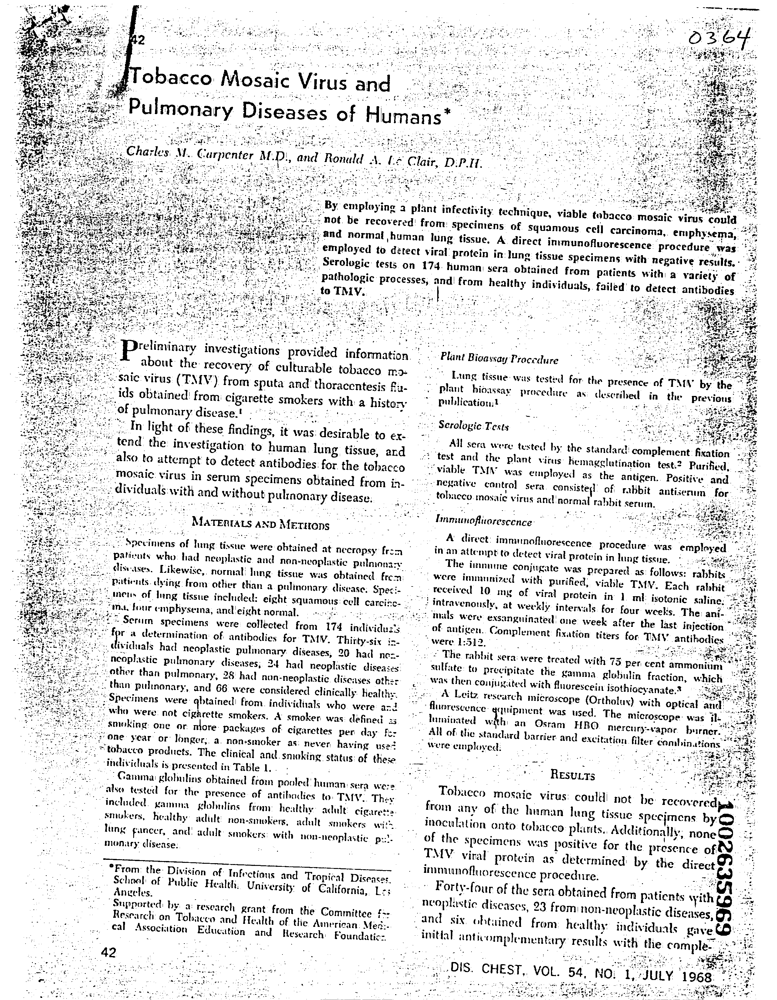 42
0364
Tobacco Mosaic Virus and
Pulmonary Diseases of Humans*
Charles M. Carpenter M.D., and Ronald A. Le Clair, D.P.H.
By employing a plant infectivity technique, viable tobacco mosaic virus could
not be recovered from specimens of squamous cell carcinoma, emphysema,
and normal human lung tissue. A direct immunofluorescence procedure was
employed to detect viral protein in lung tissue specimens with negative results.
Serologic tests on 174 human sera obtained from patients with a variety of
pathologic processes, and from healthy individuals, failed to detect antibodies
to TMV.
Preliminary investigations provided information
about the recovery of culturable tobacco mo-
saic virus (TMV) from sputa and thoracentesis flu-
ids obtained from cigarette smokers with a history
of pulmonary disease.¹
In light of these findings, it was desirable to ex-
tend the investigation to human lung tissue, and
also to attempt to detect antibodies for the tobacco
mosaic virus in serum specimens obtained from in-
dividuals with and without pulmonary disease.
MATERIALS AND METHODS
Specimens of lung tissue were obtained at necropsy from
patients who had neoplastic and non-neoplastic pulmonary
diseases. Likewise, normal lung tissue was obtained from
patients dying from other than a pulmonary disease. Speci-
mens of lung tissue included: eight squamous cell carcino-
ma, four emphysema, and eight normal.
Serum specimens were collected from 174 individuals
for a determination of antibodies for TMV. Thirty-six in-
dividuals had neoplastic pulmonary diseases, 20 had non-
neoplastic pulmonary diseases, 24 had neoplastic diseases
other than pulmonary, 28 had non-neoplastic diseases other
than pulmonary, and 66 were considered clinically healthy.
Specimens were obtained from individuals who were and
who were not cigarette smokers. A smoker was defined as
smoking one or more packages of cigarettes per day for
one year or longer, a non-smoker as never having used
tobacco products. The clinical and smoking status of these
individuals is presented in Table 1.
Gamma globulins obtained from pooled human sera were
also tested for the presence of antibodies to TMV. They
included gamma globulins from healthy adult cigarette
smokers, healthy adult non-smokers, adult smokers with
lung cancer, and adult smokers with non-neoplastic pul-
monary disease.
*From the Division of Infectious and Tropical Diseases,
School of Public Health, University of California, Los
Angeles.
Supported by a research grant from the Committee for
Research on Tobacco and Health of the American Medi-
cal Association Education and Research Foundation.
42
Plant Bioassay Procedure
Lung tissue was tested for the presence of TMV by the
plant bioassay procedure as described in the previous
publication.¹
Serologic Tests
All sera were tested by the standard complement fixation
test and the plant virus hemagglutination test.² Purified,
viable TMV was employed as the antigen. Positive and
negative control sera consisted of rabbit antiserum for
tobacco mosaic virus and normal rabbit serum.
Immunofluorescence
A direct immunofluorescence procedure was employed
in an attempt to detect viral protein in lung tissue.
The immune conjugate was prepared as follows: rabbits
were immunized with purified, viable TMV. Each rabbit
received 10 mg of viral protein in 1 ml isotonic saline,
intravenously, at weekly intervals for four weeks. The ani-
mals were exsanguinated one week after the last injection
of antigen. Complement fixation titers for TMV antibodies
were 1:512.
The rabbit sera were treated with 75 per cent ammonium
sulfate to precipitate the gamma globulin fraction, which
was then conjugated with fluorescein isothiocyanate.³
A Leitz research microscope (Ortholux) with optical and
fluorescence equipment was used. The microscope was il-
luminated with an Osram HBO mercury-vapor burner.
All of the standard barrier and excitation filter combinations
were employed.
RESULTS
Tobacco mosaic virus could not be recovered
from any of the human lung tissue specimens by
inoculation onto tobacco plants. Additionally, none
of the specimens was positive for the presence of
TMV viral protein as determined by the direct
immunofluorescence procedure.
Forty-four of the sera obtained from patients with
neoplastic diseases, 23 from non-neoplastic diseases,
and six obtained from healthy individuals gave
initial anticomplementary results with the comple-
DIS. CHEST, VOL. 54, NO. 1, JULY 1968
1002635969